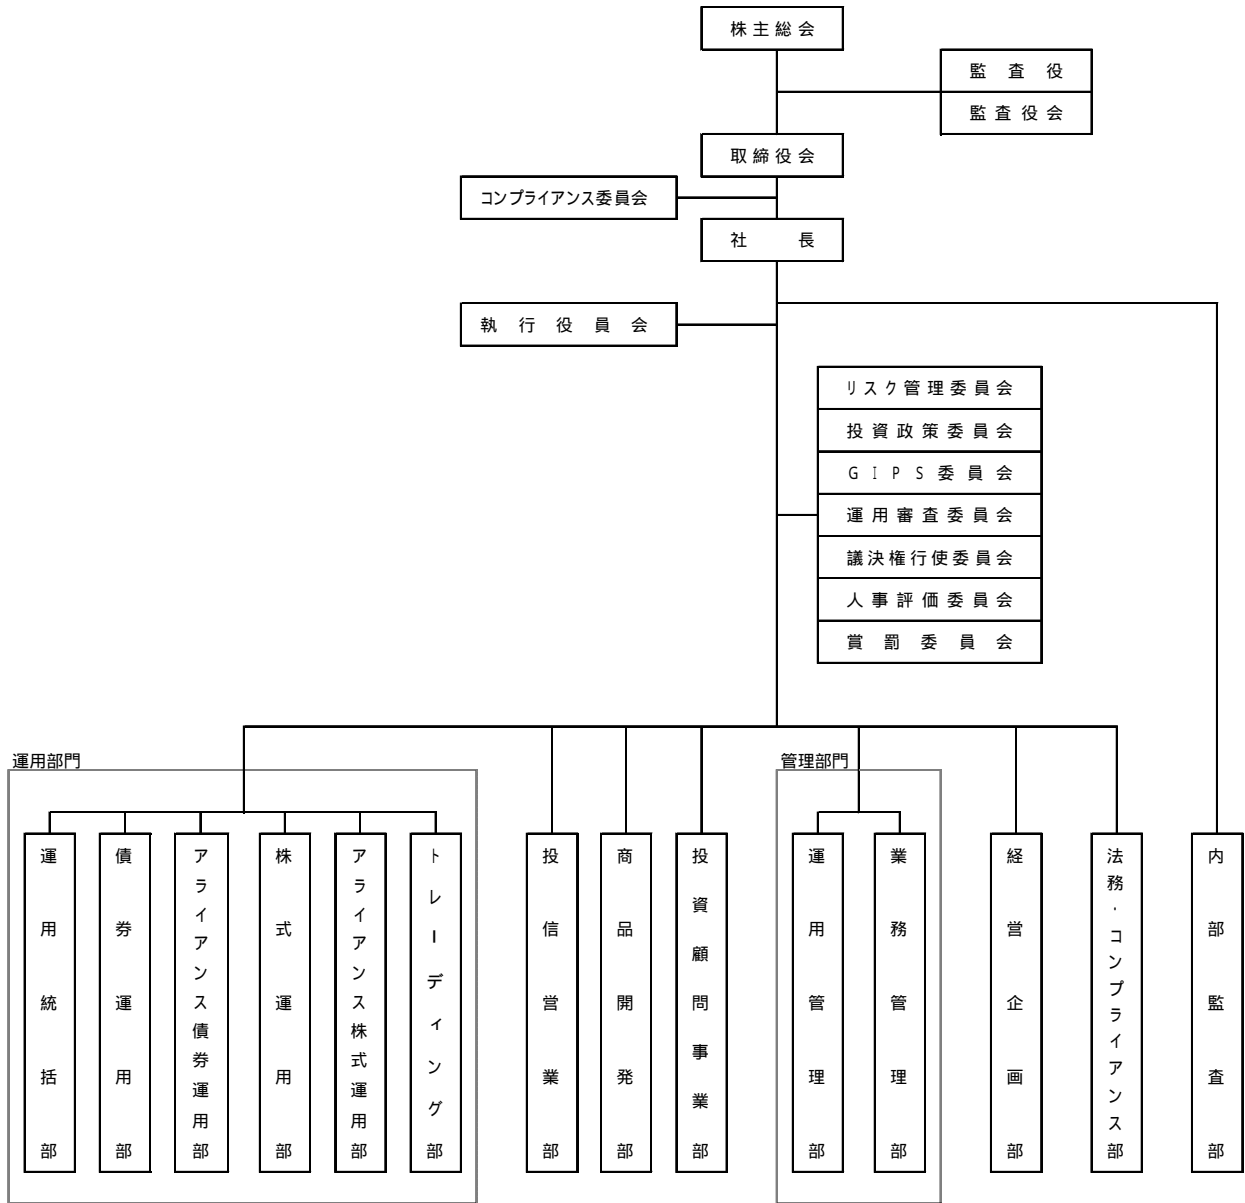 株主総会
監査役
監査役会
取締役会
コンプライアンス委員会
社長
執行役員会
リスク管理委員会
投資政策委員会
GIPS委員会
運用審査委員会
議決権行使委員会
人事評価委員会
賞罰委員会
運用部門
管理部門
運用統括部
債券運用部
アライアンス債券運用部
株式運用部
アライアンス株式運用部
トレーディング部
投信営業部
商品開発部
投資顧問事業部
運用管理部
業務管理部
経営企画部
法務・コンプライアンス部
内部監査部